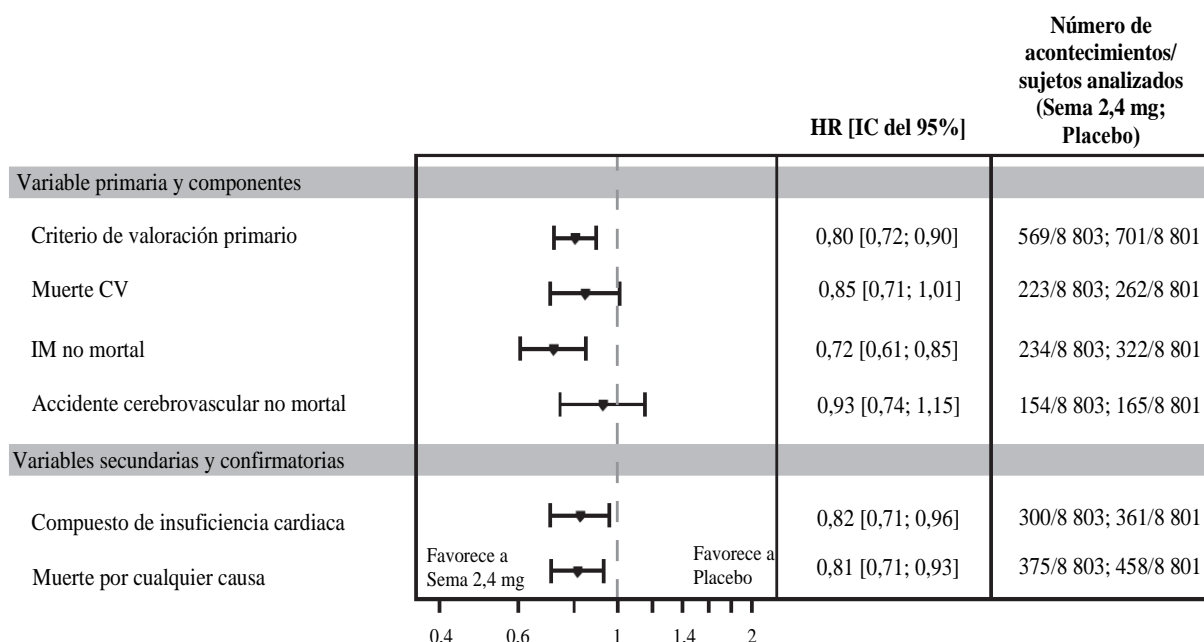 Número de
acontecimientos/
sujetos analizados
(Sema 2,4 mg;
Placebo)
HR [IC del 95%]
Variable primaria y componentes
Criterio de valoración primario 0,80 [0,72; 0,90] 569/8 803; 701/8 801
Muerte CV 0,85 [0,71; 1,01] 223/8 803; 262/8 801
IM no mortal 0,72 [0,61; 0,85] 234/8 803; 322/8 801
Accidente cerebrovascular no mortal 0,93 [0,74; 1,15] 154/8 803; 165/8 801
Variables secundarias y confirmatorias
Compuesto de insuficiencia cardiaca 0,82 [0,71; 0,96] 300/8 803; 361/8 801
Muerte por cualquier causa 0,81 [0,71; 0,93] 375/8 803; 458/8 801
Favorece a
Sema 2,4 mg
Favorece a
Placebo
0,4 0,6 1 1,4 2